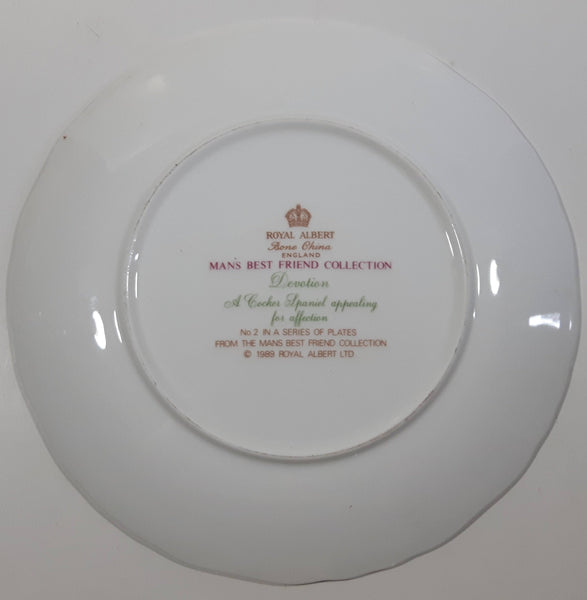 ROYAL ALBERT
Bone China
ENGLAND
MANS BEST FRIEND COLLECTION
Devotion
A Cocker Spaniel appealing
for affection
No.2 IN A SERIES OF PLATES
FROM THE MANS BEST FRIEND COLLECTION
© 1989 ROYAL ALBERT LTD